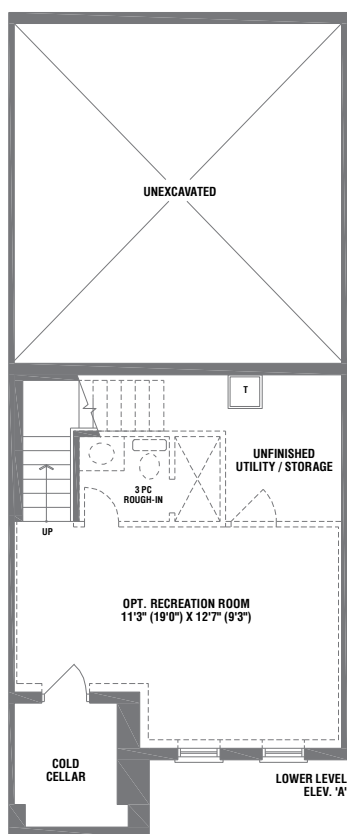 UNEXCAVATED
T
UNFINISHED
UTILITY / STORAGE
3 PC
ROUGH-IN
UP
OPT. RECREATION ROOM
11'3" (19'0") X 12'7" (9'3")
COLD
CELLAR
LOWER LEVEL
ELEV. 'A'